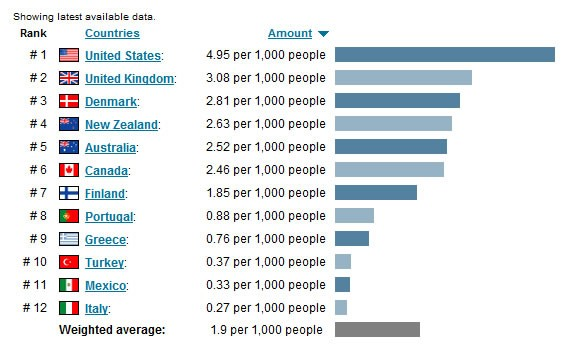 Showing latest available data.
Rank Countries Amount
# 1 United States: 4.95 per 1,000 people
# 2 United Kingdom: 3.08 per 1,000 people
# 3 Denmark: 2.81 per 1,000 people
# 4 New Zealand: 2.63 per 1,000 people
# 5 Australia: 2.52 per 1,000 people
# 6 Canada: 2.46 per 1,000 people
# 7 Finland: 1.85 per 1,000 people
# 8 Portugal: 0.88 per 1,000 people
# 9 Greece: 0.76 per 1,000 people
# 10 Turkey: 0.37 per 1,000 people
# 11 Mexico: 0.33 per 1,000 people
# 12 Italy: 0.27 per 1,000 people
Weighted average: 1.9 per 1,000 people